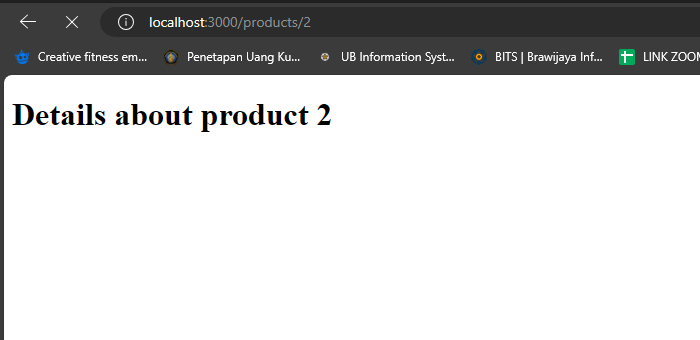 localhost:3000/products/2
Creative fitness em... Penetapan Uang Ku... UB Information Syst... BITS | Brawijaya Inf... LINK ZOOM
Details about product 2